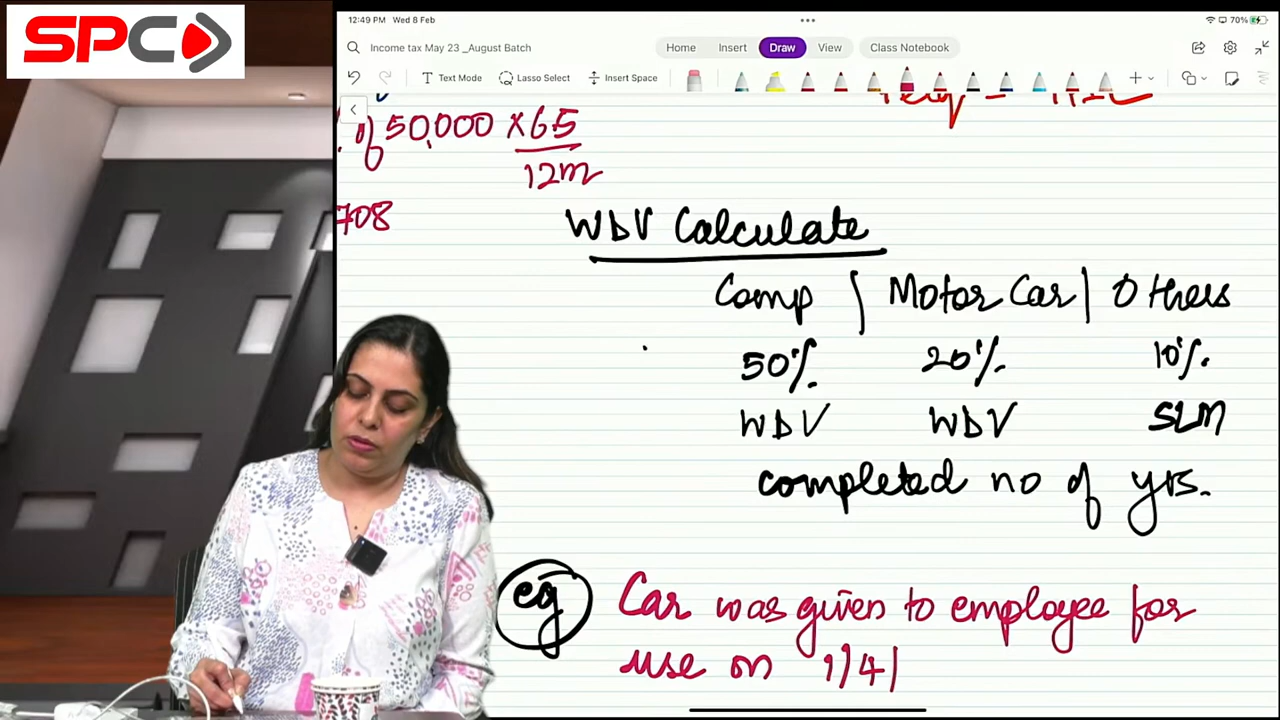 SPC
12:49 PM Wed 8 Feb
70%
Income tax May 23 _August Batch
Home Insert Draw View Class Notebook
Text Mode Lasso Select Insert Space
of 50,000 × 6.5
12m
708
WDV Calculate
Comp | Motor Car | Others
50% 20% 10%
WDV WDV SLM
completed no of yrs.
eg Car was given to employee for
use on 1/4/